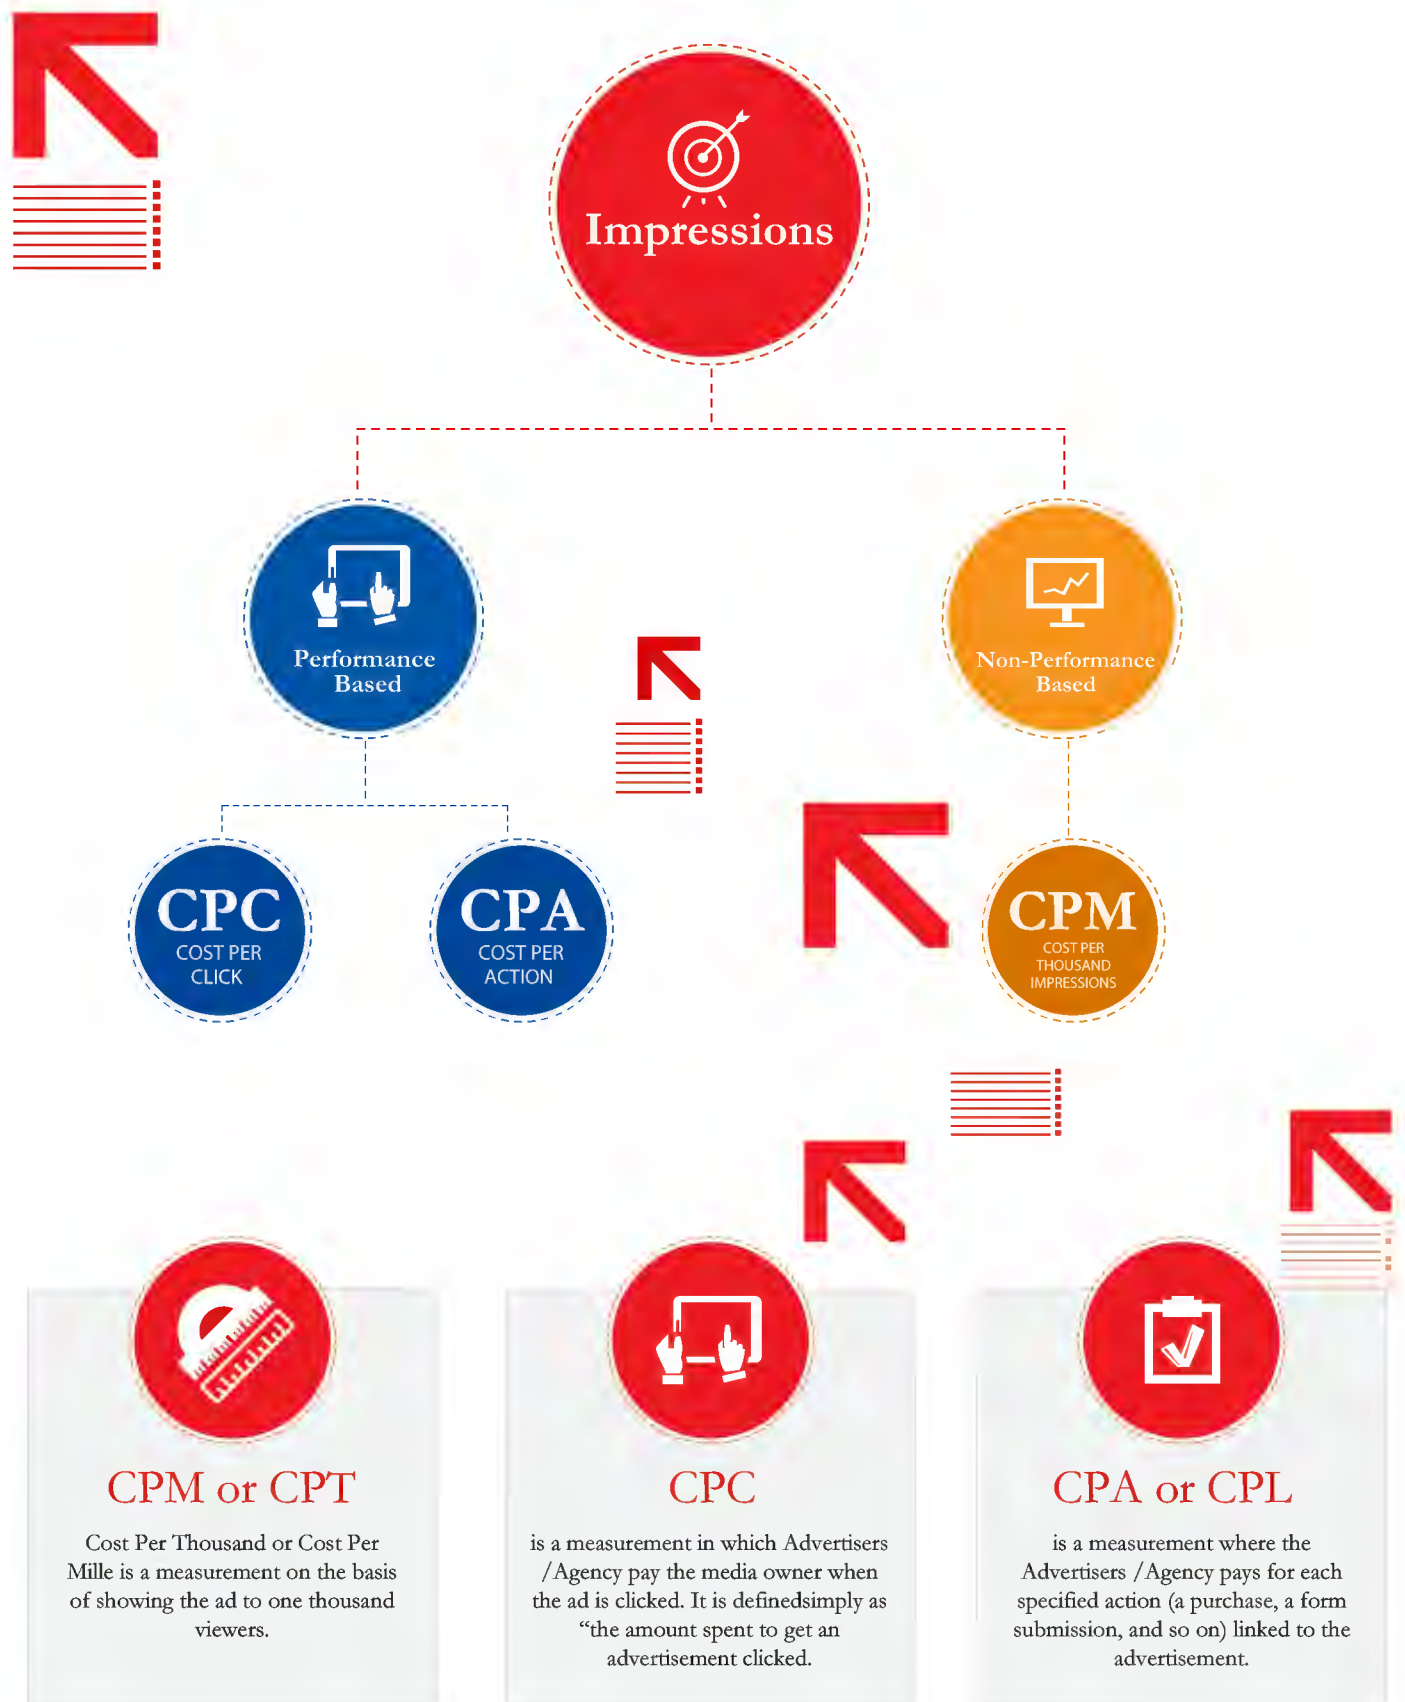 Impressions
Performance
Based
Non-Performance
Based
CPC
COST PER
CLICK
CPA
COST PER
ACTION
CPM
COST PER
THOUSAND
IMPRESSIONS
CPM or CPT
Cost Per Thousand or Cost Per
Mille is a measurement on the basis
of showing the ad to one thousand
viewers.
CPC
is a measurement in which Advertisers
/Agency pay the media owner when
the ad is clicked. It is definedsimply as
“the amount spent to get an
advertisement clicked.
CPA or CPL
is a measurement where the
Advertisers /Agency pays for each
specified action (a purchase, a form
submission, and so on) linked to the
advertisement.